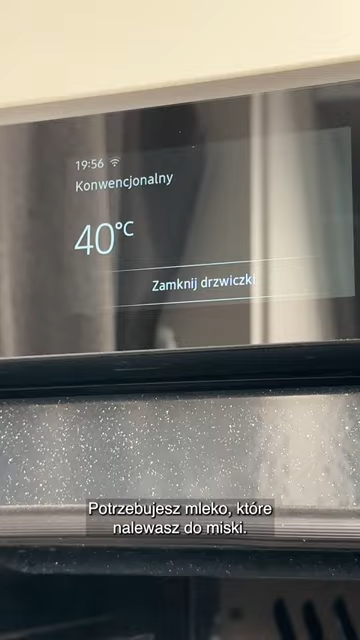 19:56
Konwencjonalny
40°C
Zamknij drzwiczki
Potrzebujesz mleko, które
nalewasz do miski.